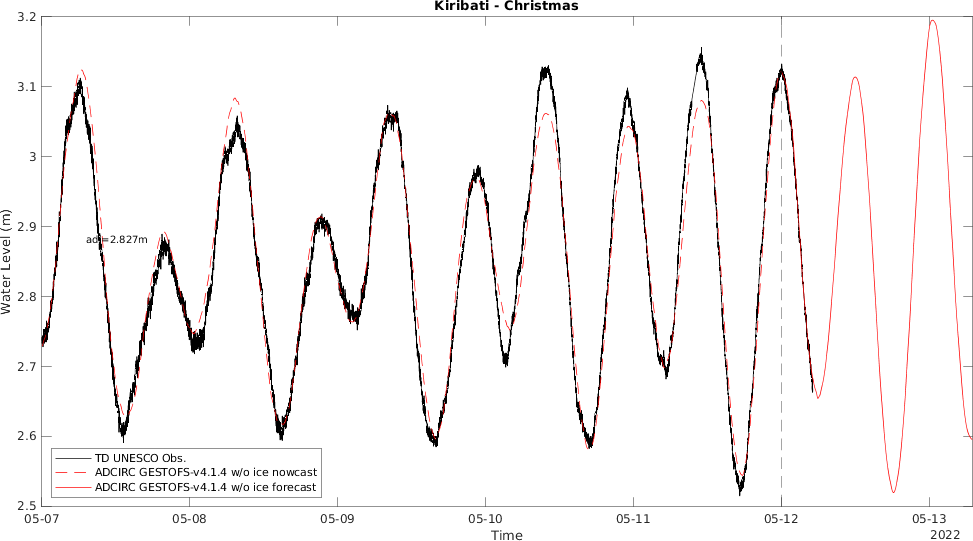 Kiribati - Christmas
3.2
3.1
3
2.9
2.8
2.7
2.6
2.5
Water Level (m)
adj=2.827m
TD UNESCO Obs.
ADCIRC GESTOFS-v4.1.4 w/o ice nowcast
ADCIRC GESTOFS-v4.1.4 w/o ice forecast
05-07
05-08
05-09
05-10
05-11
05-12
05-13
Time
2022